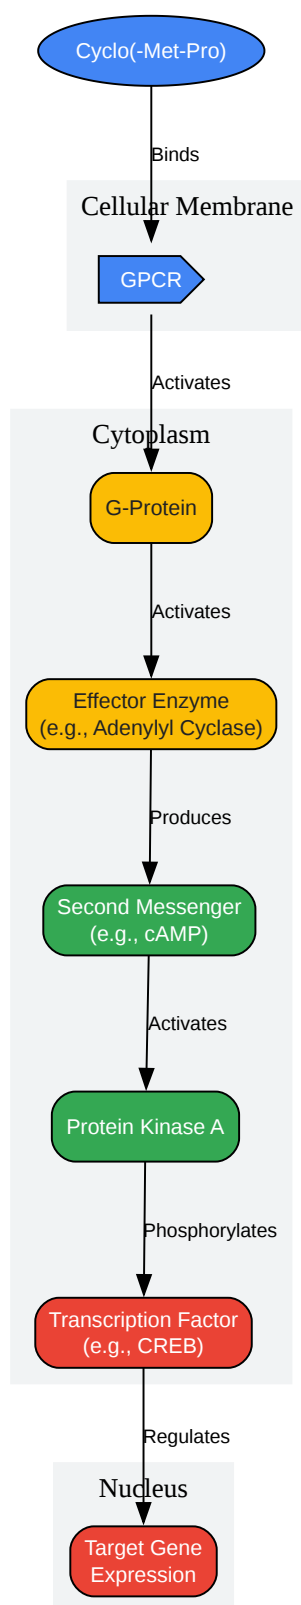 Cyclo(-Met-Pro)
Binds
Cellular Membrane
GPCR
Activates
Cytoplasm
G-Protein
Activates
Effector Enzyme
(e.g., Adenylyl Cyclase)
Produces
Second Messenger
(e.g., cAMP)
Activates
Protein Kinase A
Phosphorylates
Transcription Factor
(e.g., CREB)
Regulates
Nucleus
Target Gene
Expression